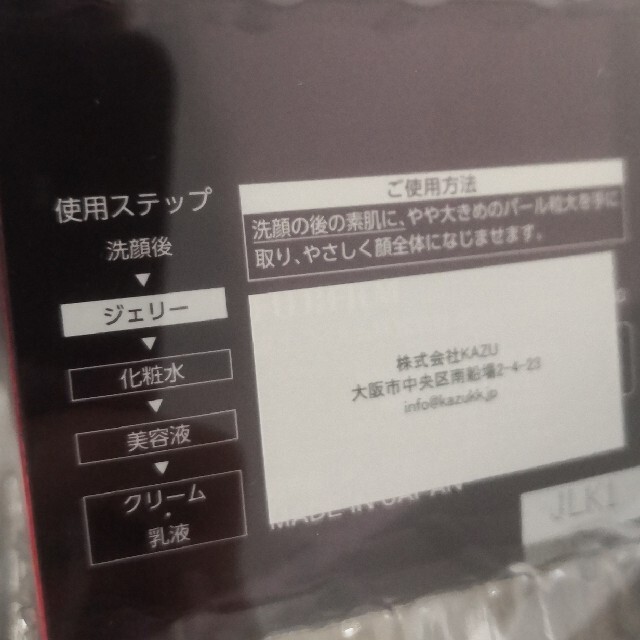 使用ステップ
洗顔後
▼
ジェリー
▼
化粧水
▼
美容液
▼
クリーム
・
乳液
ご使用方法
洗顔の後の素肌に、やや大きめのパール粒大を手に
取り、やさしく顔全体になじませます。
株式会社KAZU
大阪市中央区南船場2-4-23
info@kazukk.jp
MADE IN JAPAN